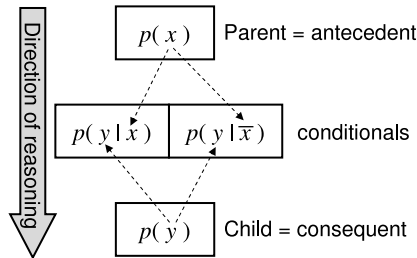 Direction of reasoning
p( x )
Parent = antecedent
p( y | x )
p( y | x̅ )
conditionals
p( y )
Child = consequent